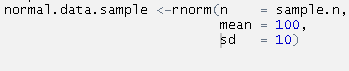 normal.data.sample <-rnorm(n    = sample.n,
                           mean = 100,
                           sd   = 10)